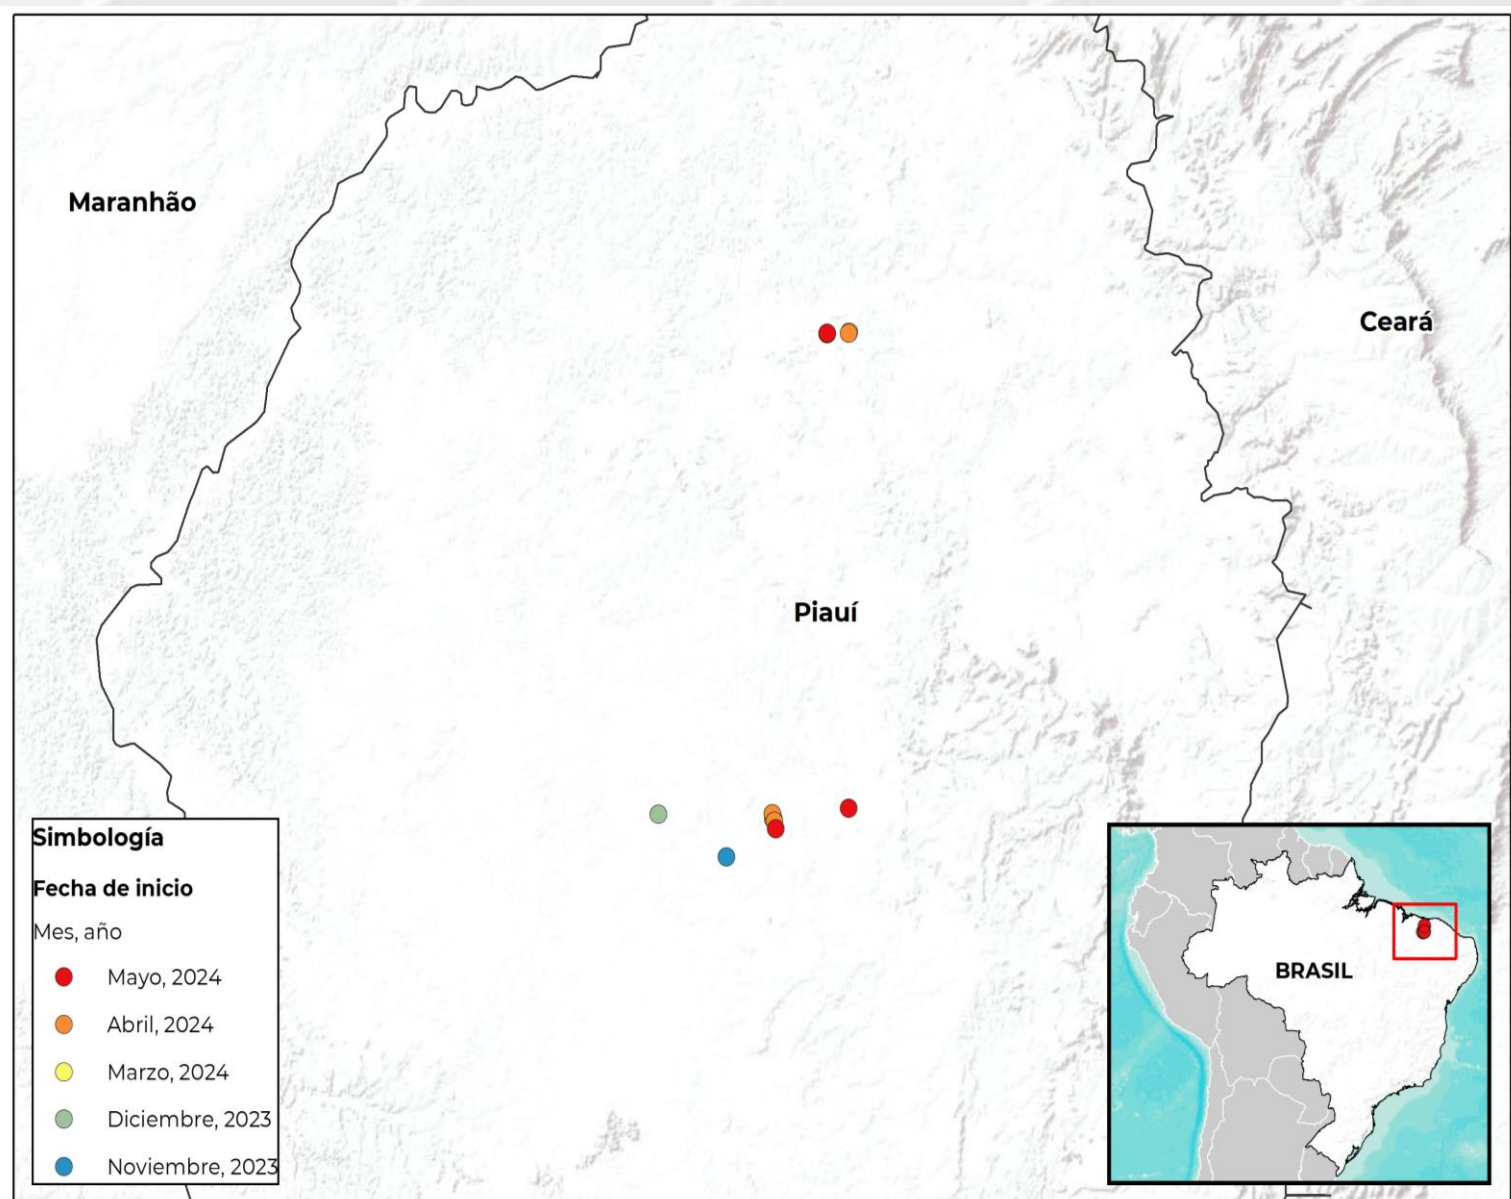 Maranhão
Ceará
Piauí
Simbología
Fecha de inicio
Mes, año
Mayo, 2024
Abril, 2024
Marzo, 2024
Diciembre, 2023
Noviembre, 2023
BRASIL